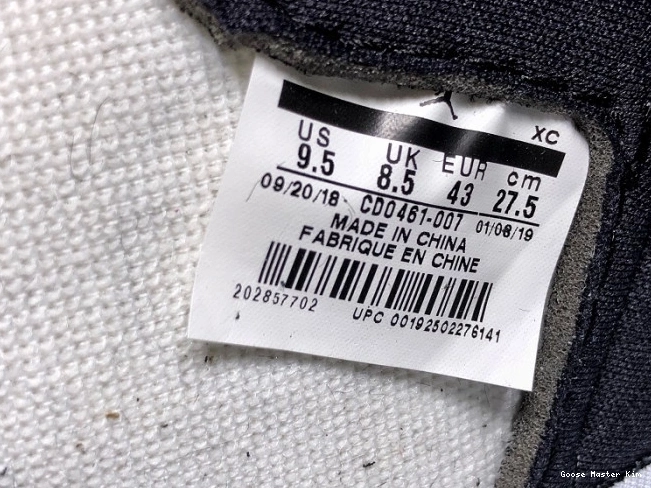 XC
US UK EUR cm
9.5 8.5 43 27.5
09/20/18 CD0461-007 01/06/19
MADE IN CHINA
FABRIQUE EN CHINE
202857702 UPC 00192502276141
Goose Master Kim